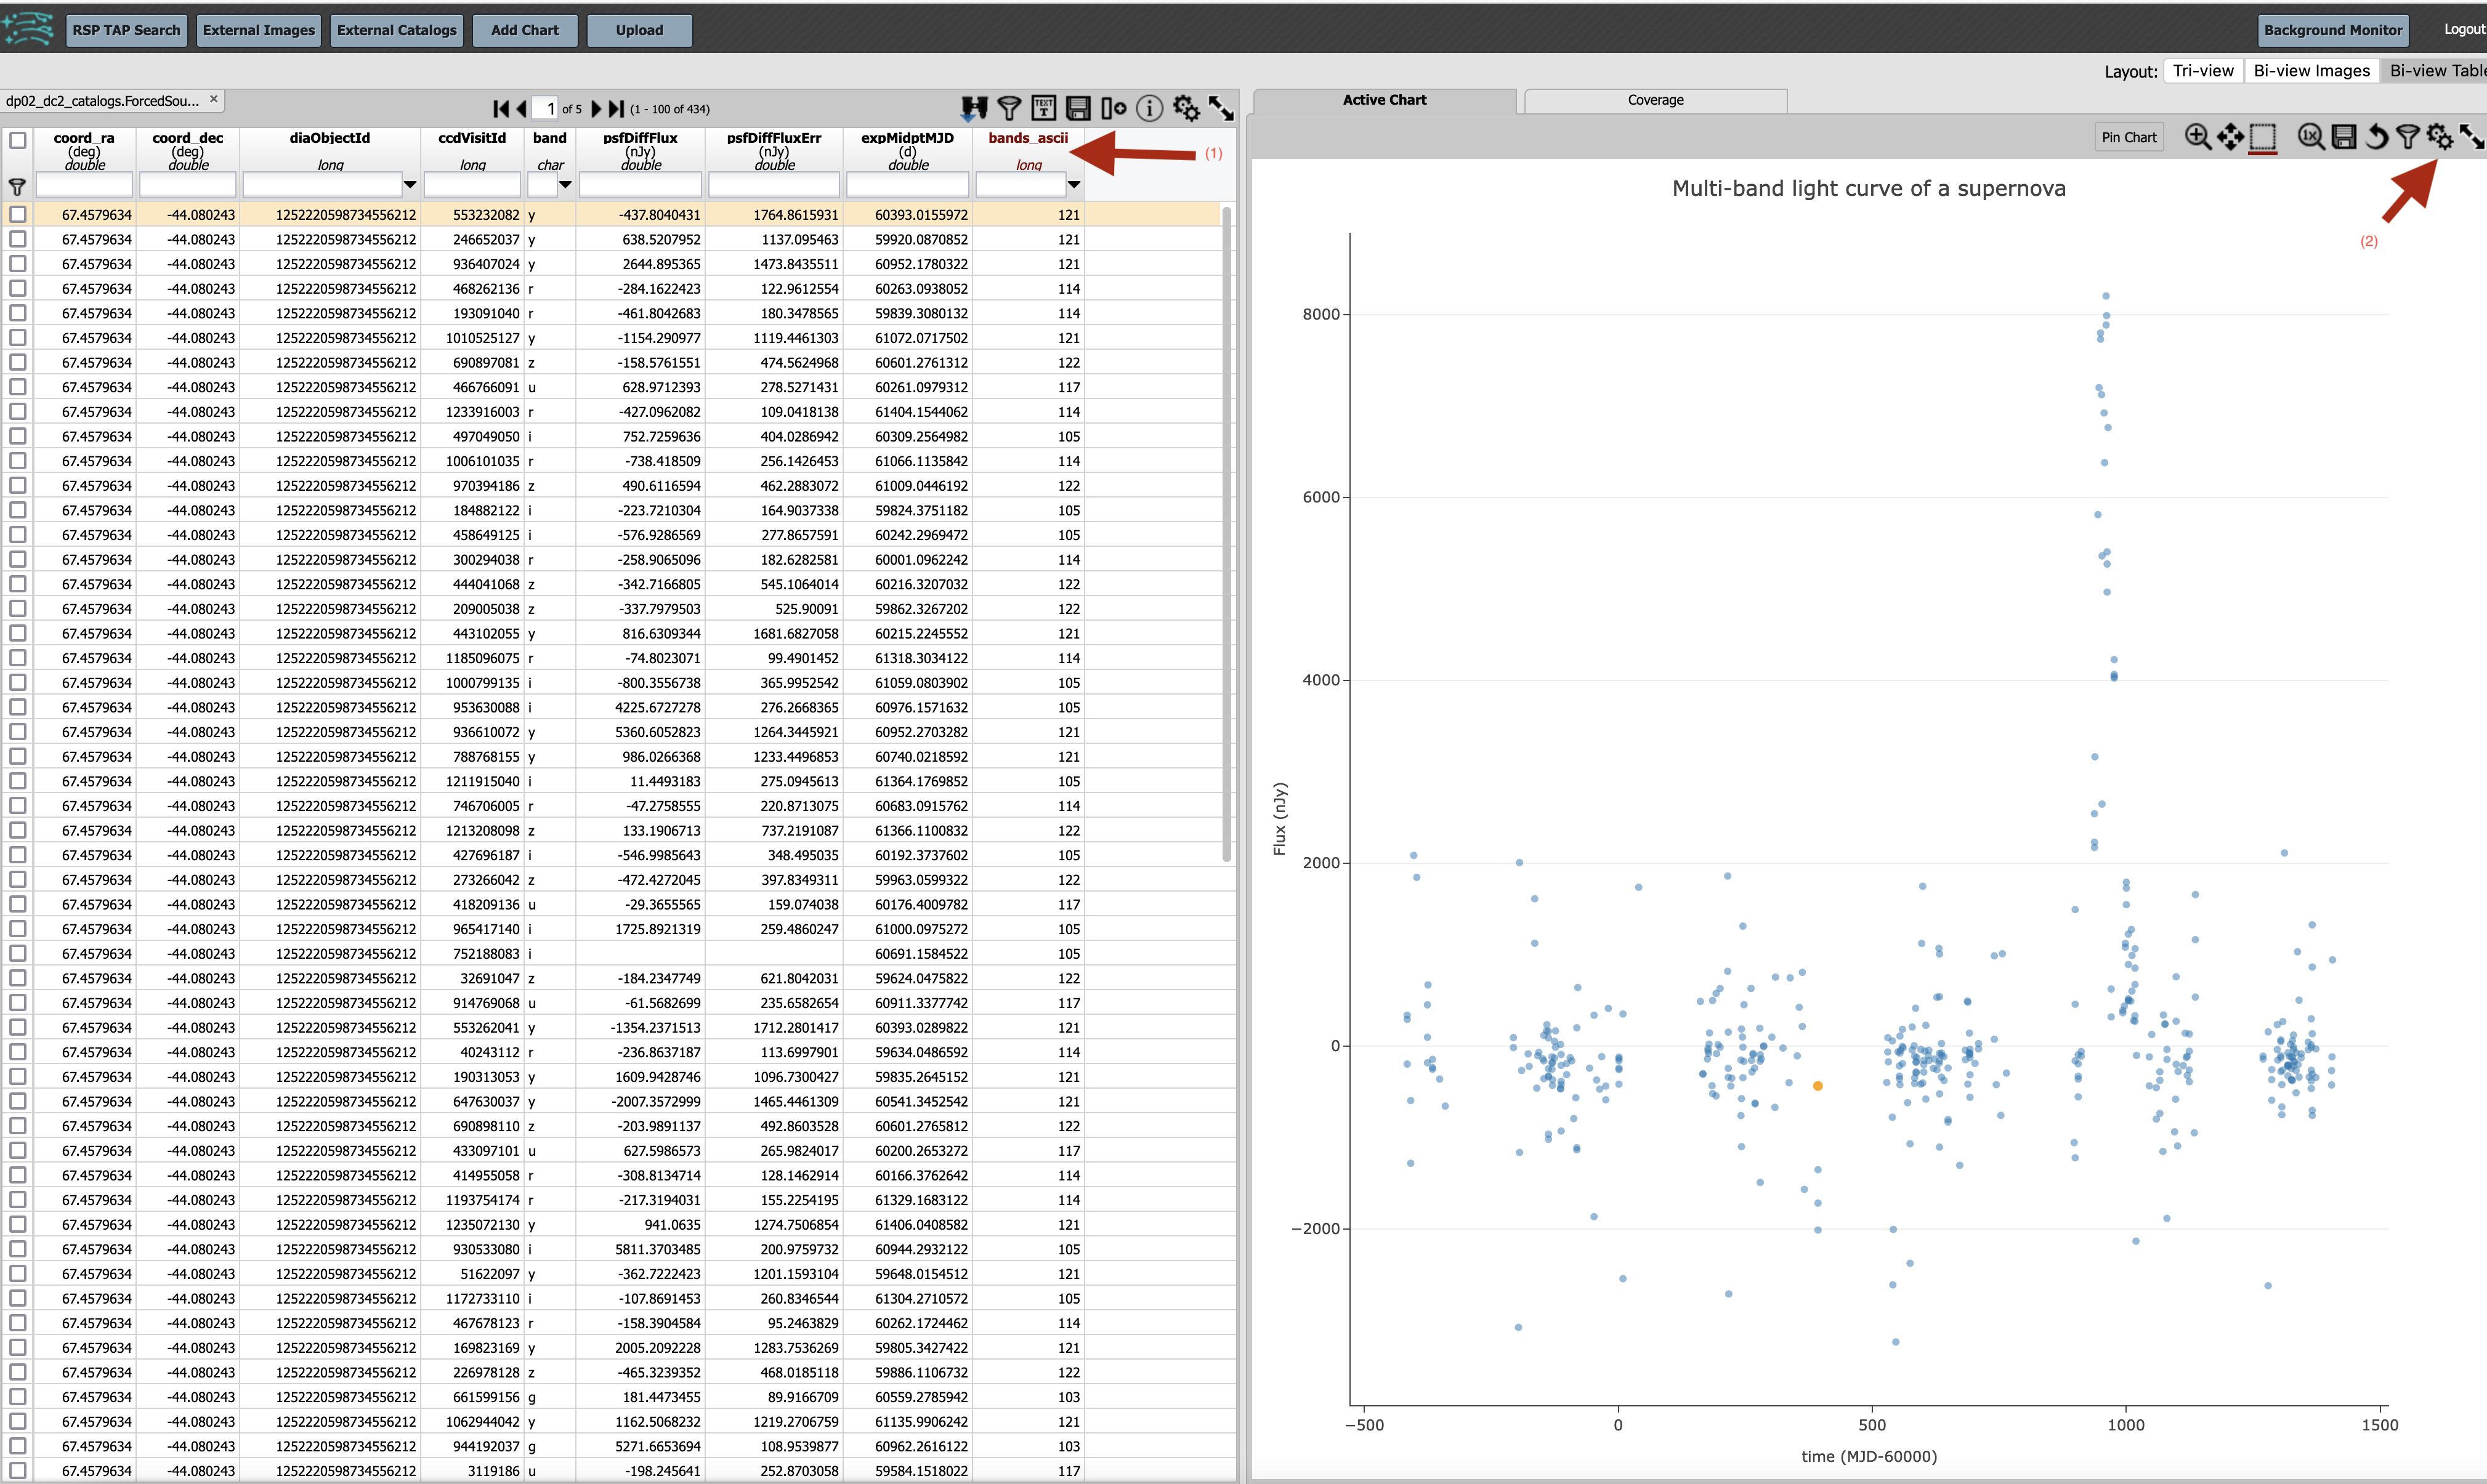 RSP TAP Search External Images External Catalogs Add Chart Upload Background Monitor Logout
Layout: Tri-view Bi-view Images Bi-view Table
dp02_dc2_catalogs.ForcedSou... × 1 of 5 (1 - 100 of 434)
coord_ra coord_dec diaObjectId ccdVisitId band psfDiffFlux psfDiffFluxErr expMidptMJD bands_ascii
(deg) (deg) (nJy) (nJy) (d)
double double long long char double double double long
(1)
67.4579634 -44.080243 1252220598734556212 553232082 y -437.8040431 1764.8615931 60393.0155972 121
67.4579634 -44.080243 1252220598734556212 246652037 y 638.5207952 1137.095463 59920.0870852 121
67.4579634 -44.080243 1252220598734556212 936407024 y 2644.895365 1473.8435511 60952.1780322 121
67.4579634 -44.080243 1252220598734556212 468262136 r -284.1622423 122.9612554 60263.0938052 114
67.4579634 -44.080243 1252220598734556212 193091040 r -461.8042683 180.3478565 59839.3080132 114
67.4579634 -44.080243 1252220598734556212 1010525127 y -1154.290977 1119.4461303 61072.0717502 121
67.4579634 -44.080243 1252220598734556212 690897081 z -158.5761551 474.5624968 60601.2761312 122
67.4579634 -44.080243 1252220598734556212 466766091 u 628.9712393 278.5271431 60261.0979312 117
67.4579634 -44.080243 1252220598734556212 1233916003 r -427.0962082 109.0418138 61404.1544062 114
67.4579634 -44.080243 1252220598734556212 497049050 i 752.7259636 404.0286942 60309.2564982 105
67.4579634 -44.080243 1252220598734556212 1006101035 r -738.418509 256.1426453 61066.1135842 114
67.4579634 -44.080243 1252220598734556212 970394186 z 490.6116594 462.2883072 61009.0446192 122
67.4579634 -44.080243 1252220598734556212 184882122 i -223.7210304 164.9037338 59824.3751182 105
67.4579634 -44.080243 1252220598734556212 458649125 i -576.9286569 277.8657591 60242.2969472 105
67.4579634 -44.080243 1252220598734556212 300294038 r -258.9065096 182.6282581 60001.0962242 114
67.4579634 -44.080243 1252220598734556212 444041068 z -342.7166805 545.1064014 60216.3207032 122
67.4579634 -44.080243 1252220598734556212 209005038 z -337.7979503 525.90091 59862.3267202 122
67.4579634 -44.080243 1252220598734556212 443102055 y 816.6309344 1681.6827058 60215.2245552 121
67.4579634 -44.080243 1252220598734556212 1185096075 r -74.8023071 99.4901452 61318.3034122 114
67.4579634 -44.080243 1252220598734556212 1000799135 i -800.3556738 365.9952542 61059.0803902 105
67.4579634 -44.080243 1252220598734556212 953630088 i 4225.6727278 276.2668365 60976.1571632 105
67.4579634 -44.080243 1252220598734556212 936610072 y 5360.6052823 1264.3445921 60952.2703282 121
67.4579634 -44.080243 1252220598734556212 788768155 y 986.0266368 1233.4496853 60740.0218592 121
67.4579634 -44.080243 1252220598734556212 1211915040 i 11.4493183 275.0945613 61364.1769852 105
67.4579634 -44.080243 1252220598734556212 746706005 r -47.2758555 220.8713075 60683.0915762 114
67.4579634 -44.080243 1252220598734556212 1213208098 z 133.1906713 737.2191087 61366.1100832 122
67.4579634 -44.080243 1252220598734556212 427696187 i -546.9985643 348.495035 60192.3737602 105
67.4579634 -44.080243 1252220598734556212 273266042 z -472.4272045 397.8349311 59963.0599322 122
67.4579634 -44.080243 1252220598734556212 418209136 u -29.3655565 159.074038 60176.4009782 117
67.4579634 -44.080243 1252220598734556212 965417140 i 1725.8921319 259.4860247 61000.0975272 105
67.4579634 -44.080243 1252220598734556212 752188083 i 60691.1584522 105
67.4579634 -44.080243 1252220598734556212 32691047 z -184.2347749 621.8042031 59624.0475822 122
67.4579634 -44.080243 1252220598734556212 914769068 u -61.5682699 235.6582654 60911.3377742 117
67.4579634 -44.080243 1252220598734556212 553262041 y -1354.2371513 1712.2801417 60393.0289822 121
67.4579634 -44.080243 1252220598734556212 40243112 r -236.8637187 113.6997901 59634.0486592 114
67.4579634 -44.080243 1252220598734556212 190313053 y 1609.9428746 1096.7300427 59835.2645152 121
67.4579634 -44.080243 1252220598734556212 647630037 y -2007.3572999 1465.4461309 60541.3452542 121
67.4579634 -44.080243 1252220598734556212 690898110 z -203.9891137 492.8603528 60601.2765812 122
67.4579634 -44.080243 1252220598734556212 433097101 u 627.5986573 265.9824017 60200.2653272 117
67.4579634 -44.080243 1252220598734556212 414955058 r -308.8134714 128.1462914 60166.3762642 114
67.4579634 -44.080243 1252220598734556212 1193754174 r -217.3194031 155.2254195 61329.1683122 114
67.4579634 -44.080243 1252220598734556212 1235072130 y 941.0635 1274.7506854 61406.0408582 121
67.4579634 -44.080243 1252220598734556212 930533080 i 5811.3703485 200.9759732 60944.2932122 105
67.4579634 -44.080243 1252220598734556212 51622097 y -362.7222423 1201.1593104 59648.0154512 121
67.4579634 -44.080243 1252220598734556212 1172733110 i -107.8691453 260.8346544 61304.2710572 105
67.4579634 -44.080243 1252220598734556212 467678123 r -158.3904584 95.2463829 60262.1724462 114
67.4579634 -44.080243 1252220598734556212 169823169 y 2005.2092228 1283.7536269 59805.3427422 121
67.4579634 -44.080243 1252220598734556212 226978128 z -465.3239352 468.0185118 59886.1106732 122
67.4579634 -44.080243 1252220598734556212 661599156 g 181.4473455 89.9166709 60559.2785942 103
67.4579634 -44.080243 1252220598734556212 1062944042 y 1162.5068232 1219.2706759 61135.9906242 121
67.4579634 -44.080243 1252220598734556212 944192037 g 5271.6653694 108.9539877 60962.2616122 103
67.4579634 -44.080243 1252220598734556212 3119186 u -198.245641 252.8703058 59584.1518022 117
Active Chart Coverage
Pin Chart 1x
(2)
Multi-band light curve of a supernova
8000
6000
4000
2000
0
−2000
Flux (nJy)
−500 0 500 1000 1500
time (MJD-60000)